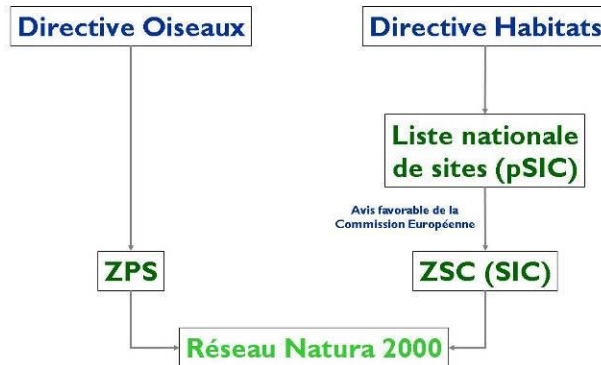 Directive Oiseaux
Directive Habitats
Liste nationale
de sites (pSIC)
Avis favorable de la
Commission Européenne
ZPS
ZSC (SIC)
Réseau Natura 2000